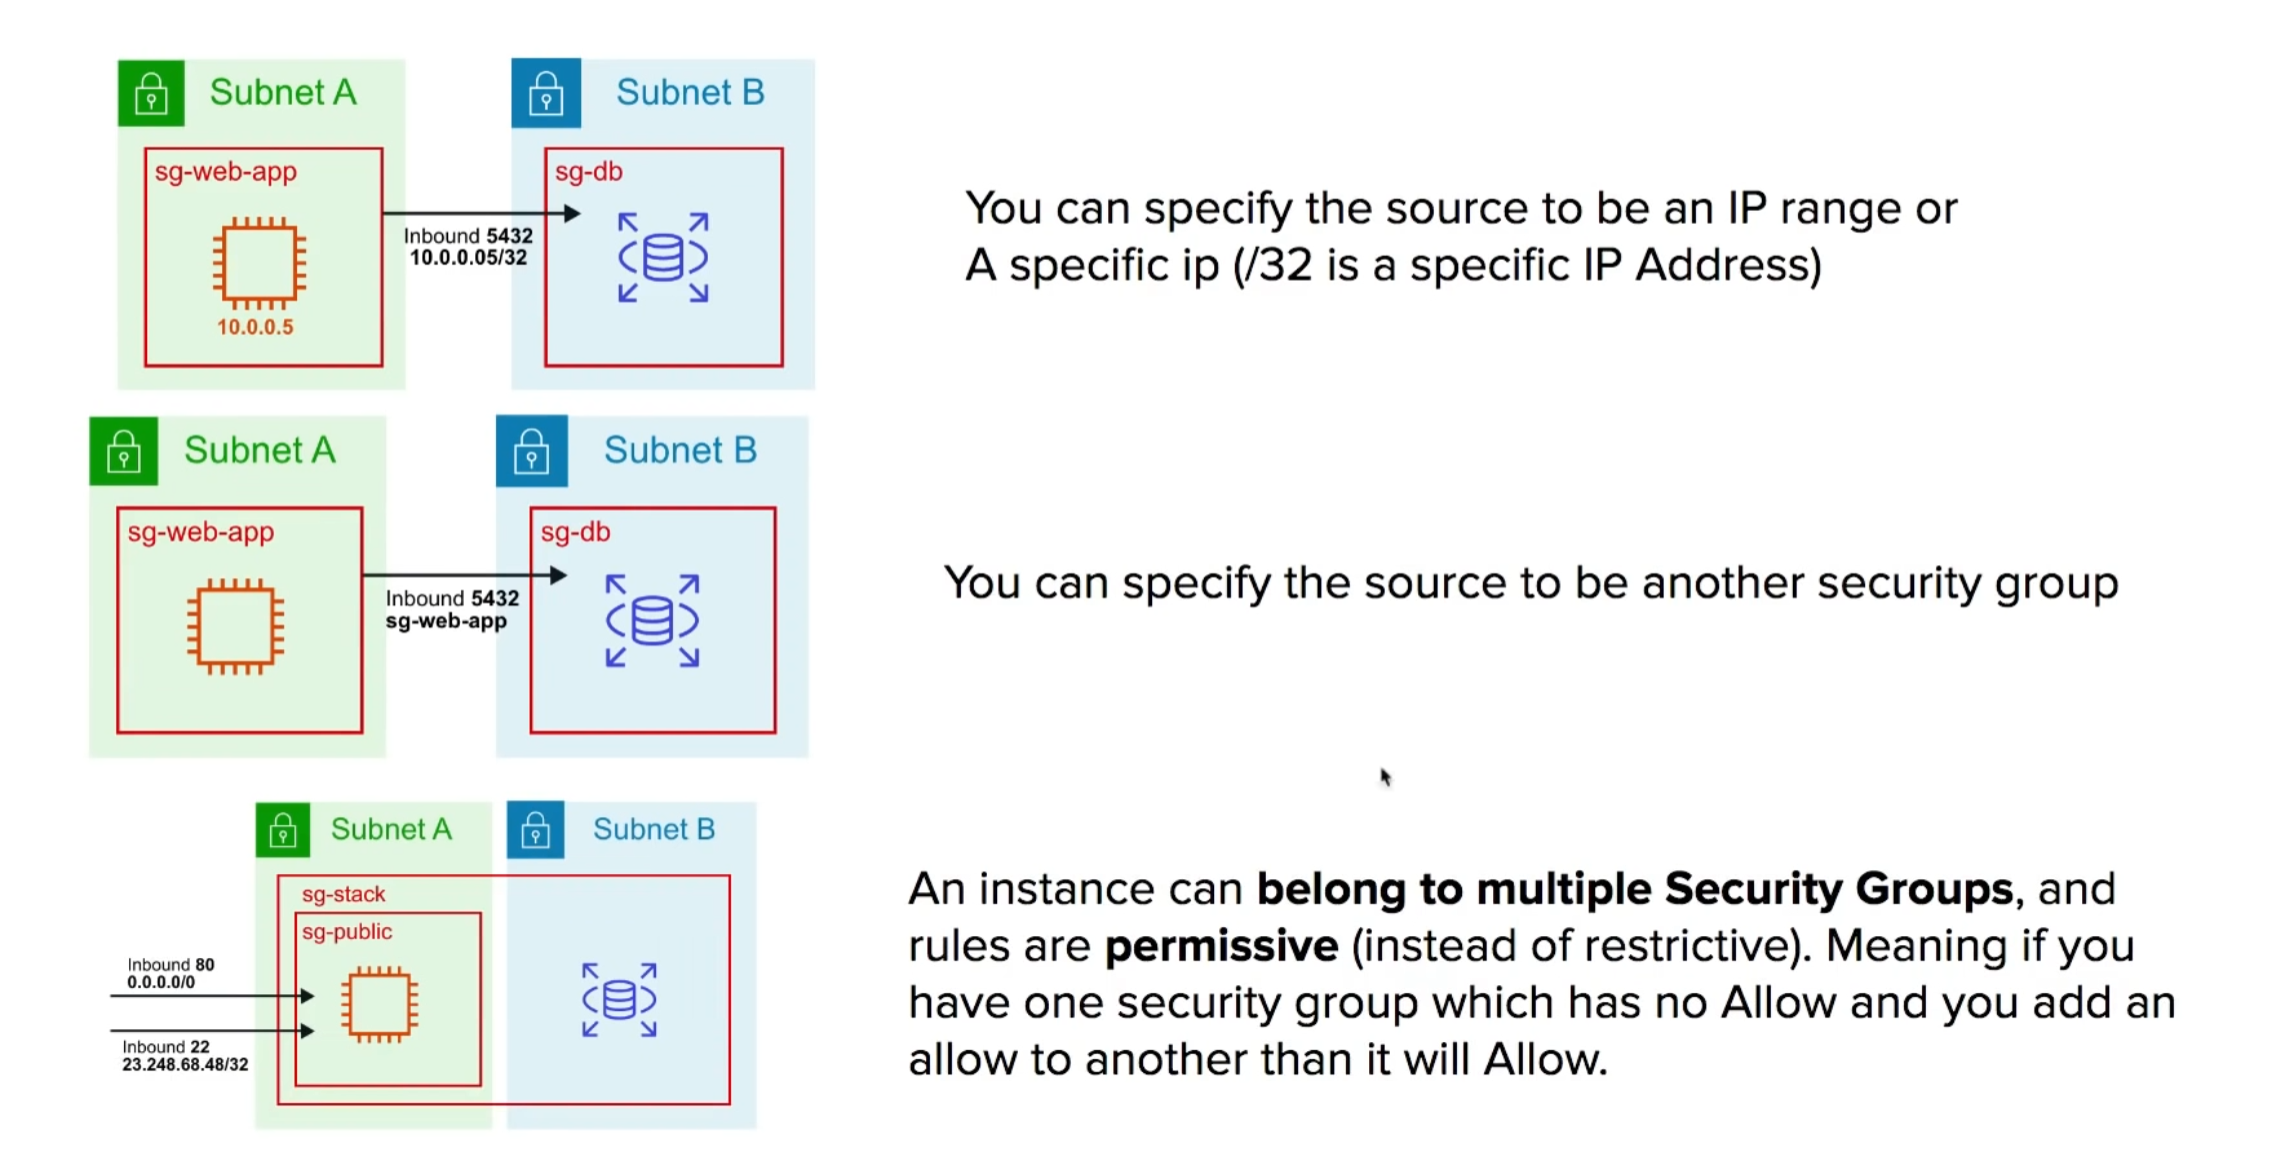 Subnet A
Subnet B
sg-web-app
sg-db
Inbound 5432
10.0.0.05/32
10.0.0.5
You can specify the source to be an IP range or
A specific ip (/32 is a specific IP Address)
Subnet A
Subnet B
sg-web-app
sg-db
Inbound 5432
sg-web-app
You can specify the source to be another security group
Subnet A
Subnet B
sg-stack
sg-public
Inbound 80
0.0.0.0/0
Inbound 22
23.248.68.48/32
An instance can belong to multiple Security Groups, and
rules are permissive (instead of restrictive). Meaning if you
have one security group which has no Allow and you add an
allow to another than it will Allow.